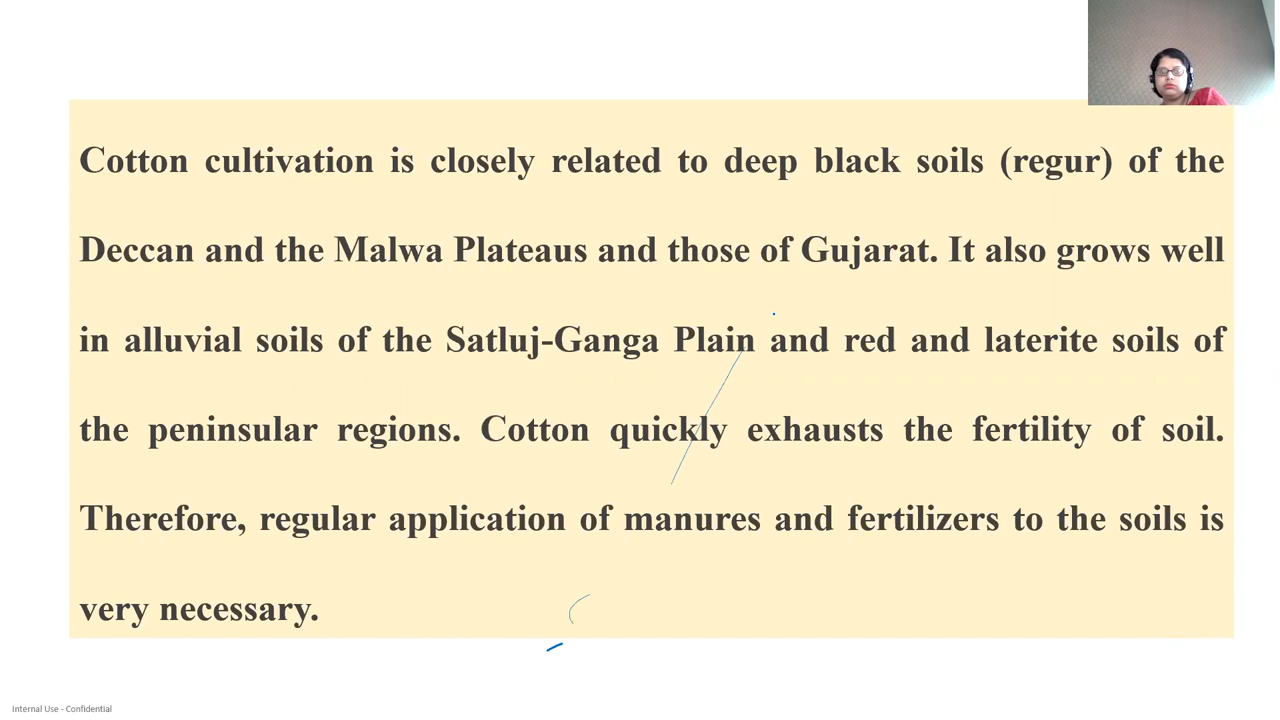 Cotton cultivation is closely related to deep black soils (regur) of the
Deccan and the Malwa Plateaus and those of Gujarat. It also grows well
in alluvial soils of the Satluj-Ganga Plain and red and laterite soils of
the peninsular regions. Cotton quickly exhausts the fertility of soil.
Therefore, regular application of manures and fertilizers to the soils is
very necessary.
Internal Use - Confidential